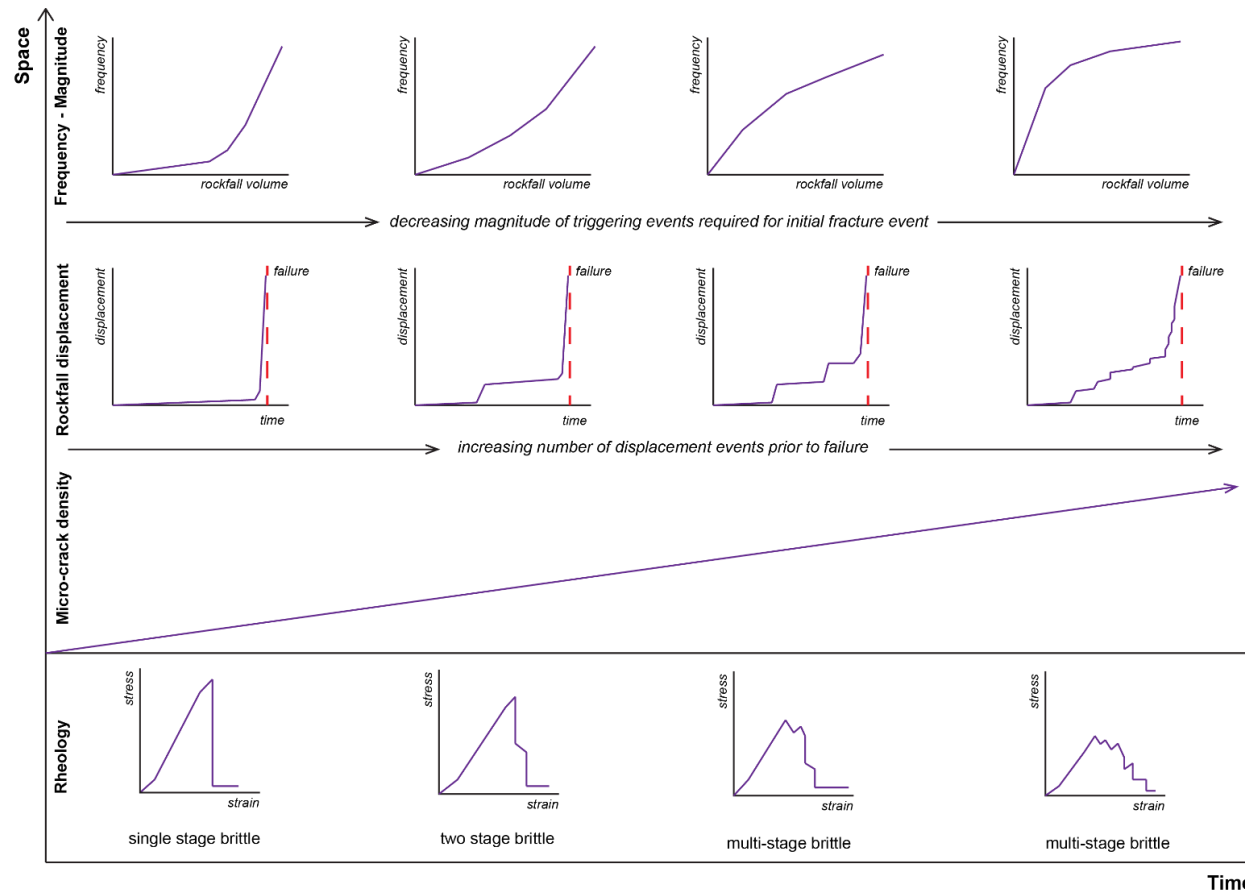 Space
Frequency - Magnitude
frequency
rockfall volume
frequency
rockfall volume
frequency
rockfall volume
frequency
rockfall volume
decreasing magnitude of triggering events required for initial fracture event
Rockfall displacement
displacement
failure
time
displacement
failure
time
displacement
failure
time
displacement
failure
time
increasing number of displacement events prior to failure
Micro-crack density
Rheology
stress
strain
stress
strain
stress
strain
stress
strain
single stage brittle
two stage brittle
multi-stage brittle
multi-stage brittle
Time